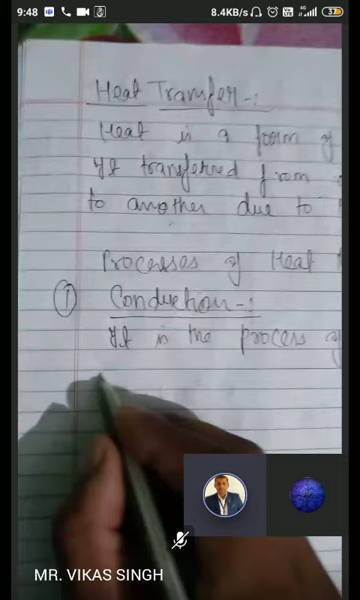 9:48
8.4KB/s
37
Heat Transfer-:
Heat is a form of
It transferred from
to another due to
Processes of Heat
① Conduction-:
It is the process of
MR. VIKAS SINGH